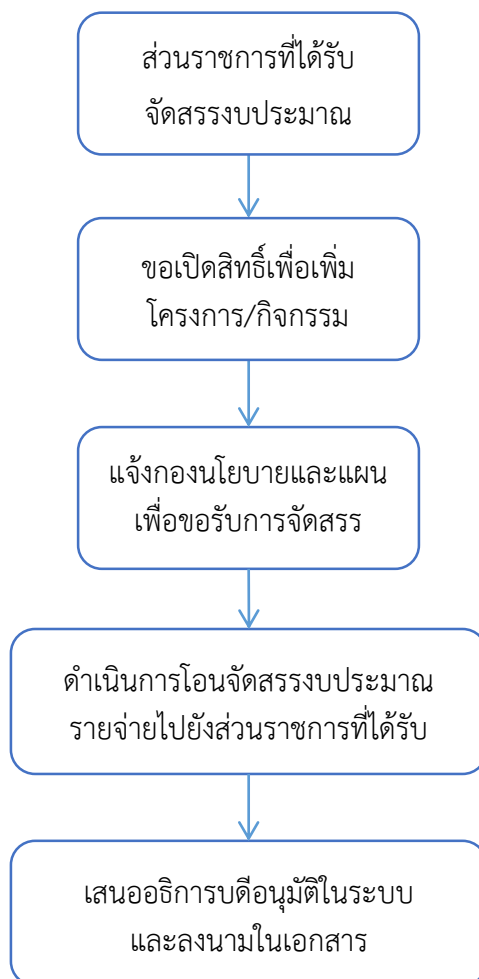 ส่วนราชการที่ได้รับ
จัดสรรงบประมาณ
ขอเปิดสิทธิ์เพื่อเพิ่ม
โครงการ/กิจกรรม
แจ้งกองนโยบายและแผน
เพื่อขอรับการจัดสรร
ดำเนินการโอนจัดสรรงบประมาณ
รายจ่ายไปยังส่วนราชการที่ได้รับ
เสนออธิการบดีอนุมัติในระบบ
และลงนามในเอกสาร